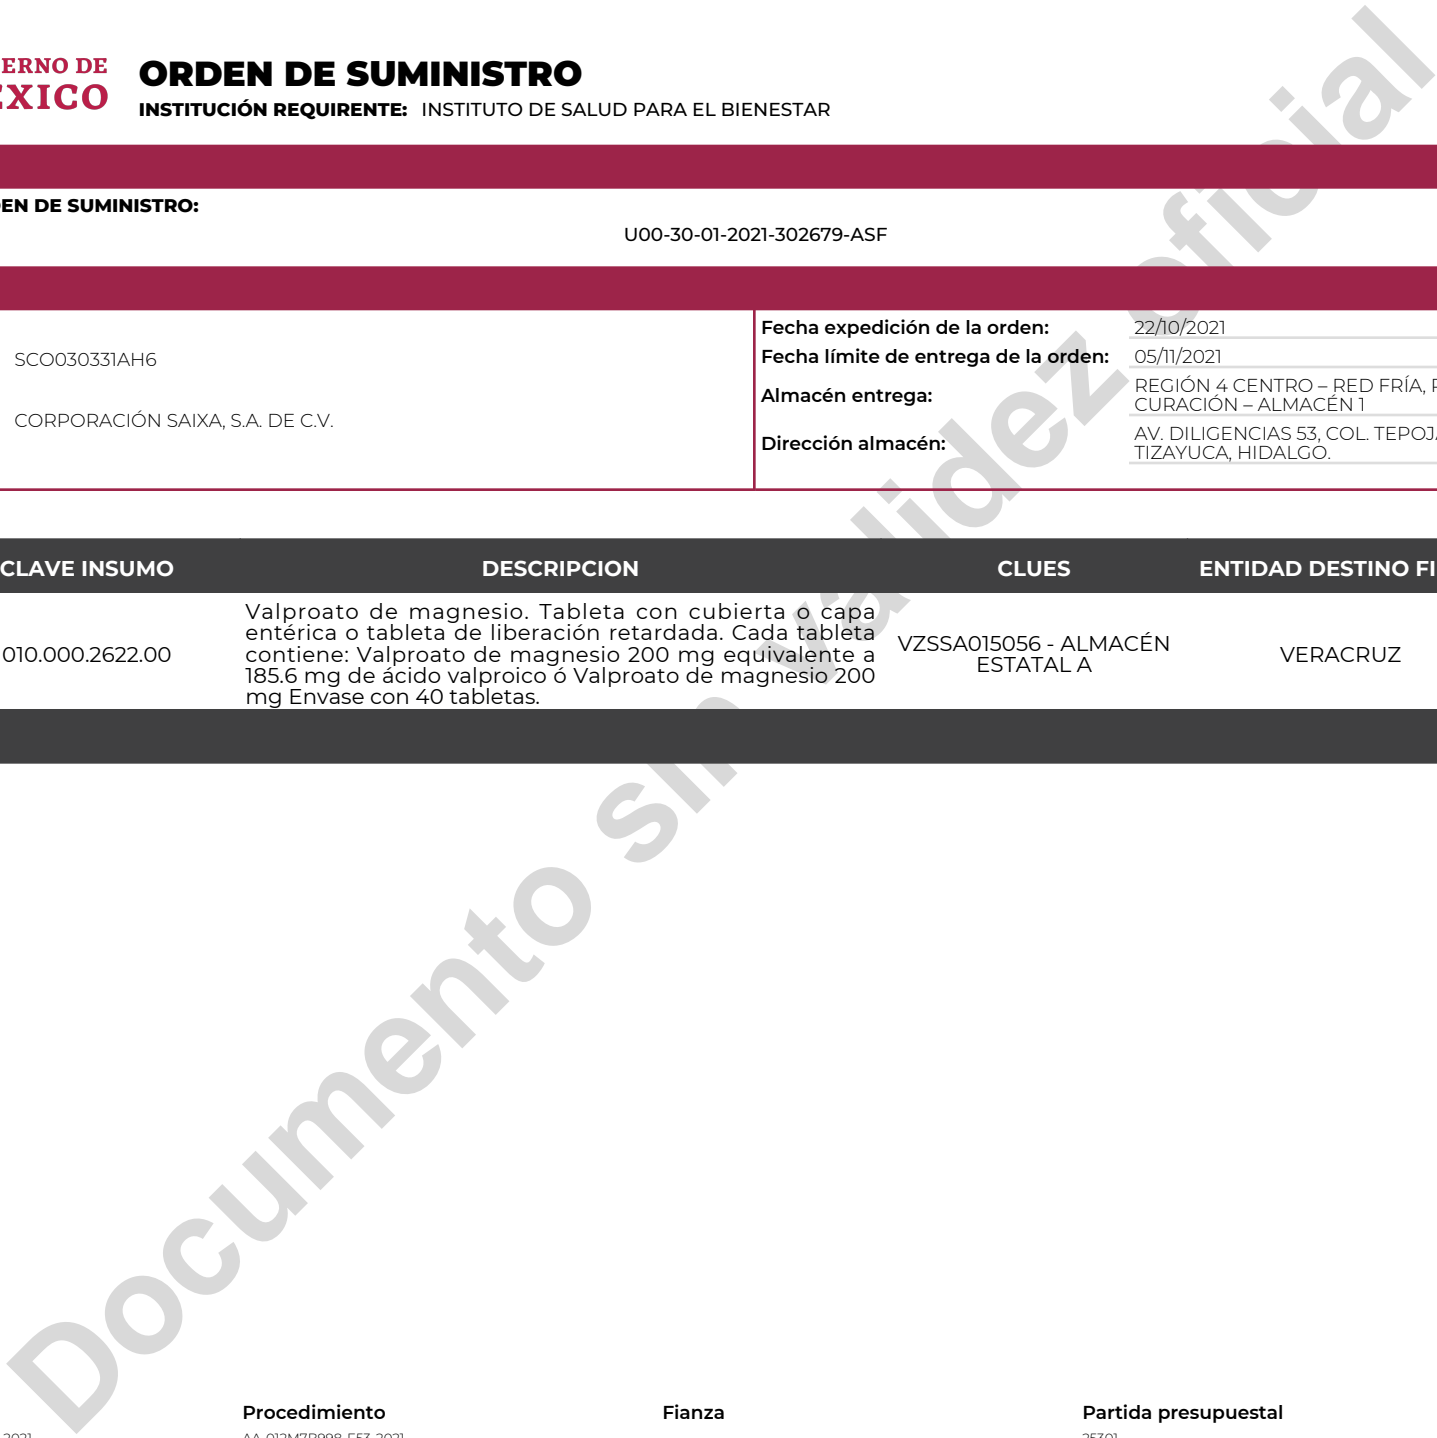 ERNO DE
EXICO
ORDEN DE SUMINISTRO
INSTITUCIÓN REQUIRENTE: INSTITUTO DE SALUD PARA EL BIENESTAR
EN DE SUMINISTRO:
U00-30-01-2021-302679-ASF
SCO030331AH6
CORPORACIÓN SAIXA, S.A. DE C.V.
Fecha expedición de la orden: 22/10/2021
Fecha límite de entrega de la orden: 05/11/2021
Almacén entrega: REGIÓN 4 CENTRO – RED FRÍA,
CURACIÓN – ALMACÉN 1
Dirección almacén: AV. DILIGENCIAS 53, COL. TEPOJA
TIZAYUCA, HIDALGO.
CLAVE INSUMO DESCRIPCION CLUES ENTIDAD DESTINO FI
010.000.2622.00
Valproato de magnesio. Tableta con cubierta o capa
entérica o tableta de liberación retardada. Cada tableta
contiene: Valproato de magnesio 200 mg equivalente a
185.6 mg de ácido valproico ó Valproato de magnesio 200
mg Envase con 40 tabletas.
VZSSA015056 - ALMACÉN
ESTATAL A
VERACRUZ
Documento sin validez oficial
Procedimiento Fianza Partida presupuestal